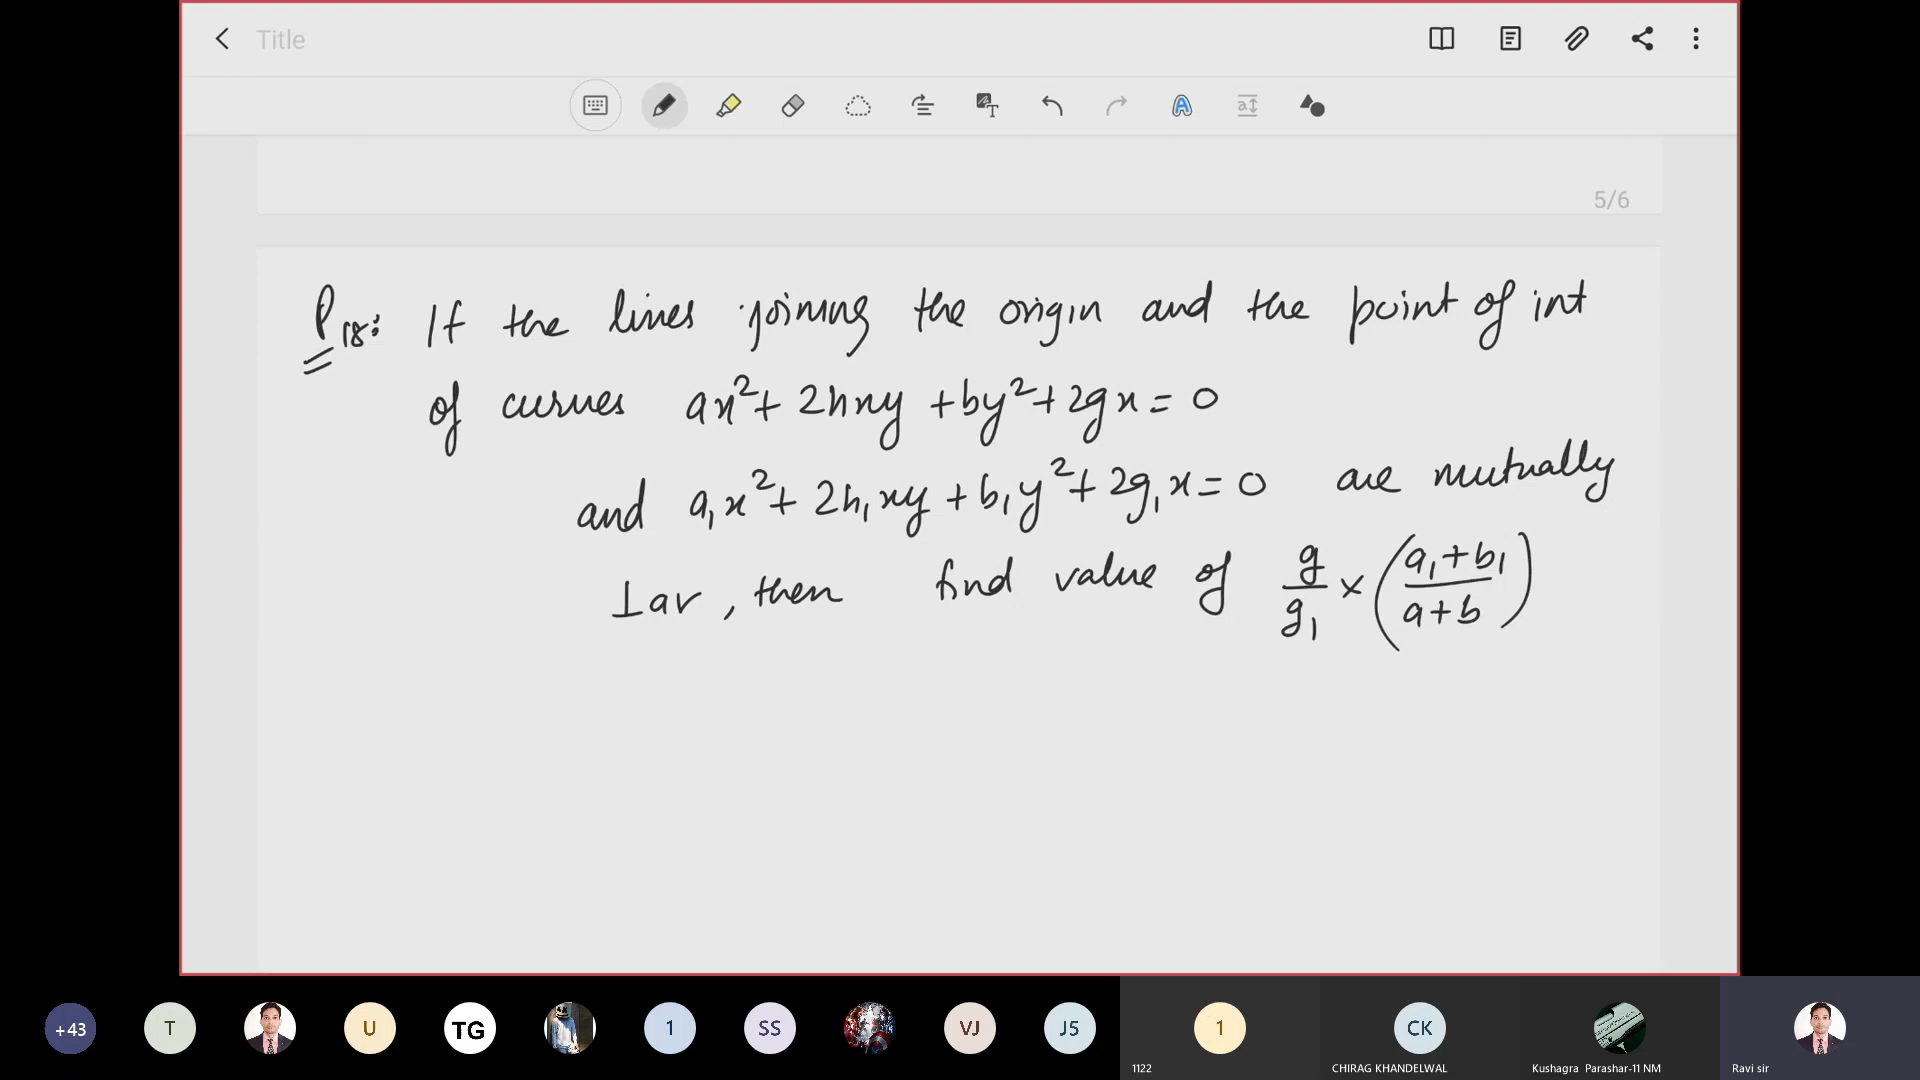 Title
5/6
P18: If the lines joining the origin and the point of int
of curves ax²+ 2hxy +by²+ 2gx = 0
and a₁x²+ 2h₁xy + b₁y²+ 2g₁x = 0 are mutually
⊥ar, then find value of g/g₁ × (a₁+b₁/a+b)
+43
T
U
TG
1
SS
VJ
J5
1
CK
1122
CHIRAG KHANDELWAL
Kushagra Parashar-11 NM
Ravi sir